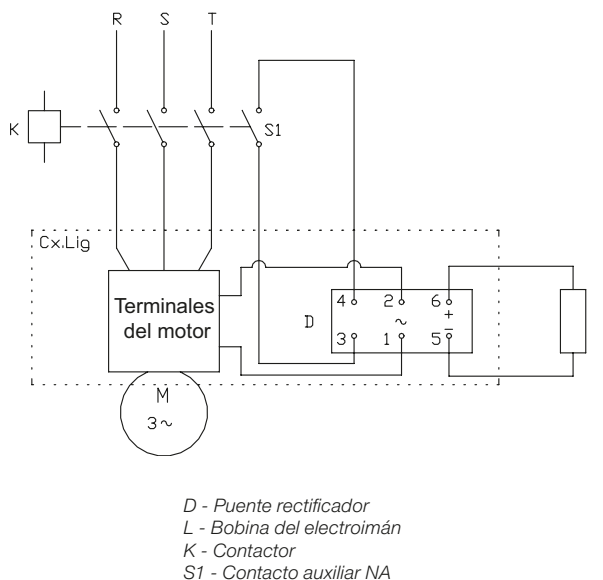 R S T
K
S1
Cx.Lig
Terminales
del motor
D
4 2 6
~ +
3 1 5 -
M
3~
D - Puente rectificador
L - Bobina del electroimán
K - Contactor
S1 - Contacto auxiliar NA